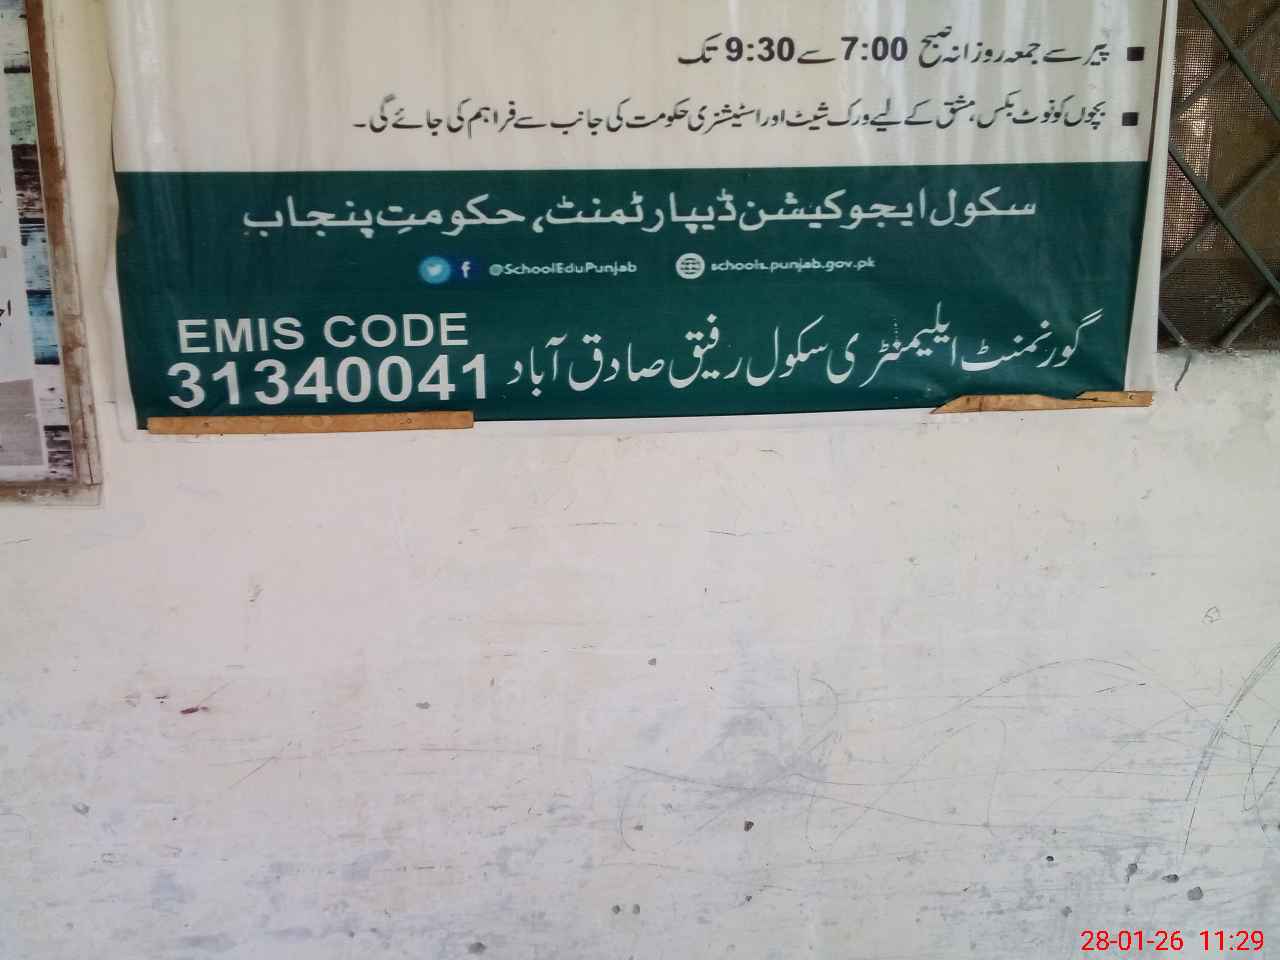 پیر سے جمعہ روزانہ صبح 7:00 سے 9:30 تک
بچوں کو نوٹ بکس، مشق کے لیے ورک شیٹ اور اسٹیشنری حکومت کی جانب سے فراہم کی جائے گی۔
سکول ایجوکیشن ڈیپارٹمنٹ، حکومتِ پنجاب
@SchoolEduPunjab schools.punjab.gov.pk
گورنمنٹ ایلیمنٹری سکول رفیق صادق آباد
EMIS CODE
31340041
28-01-26 11:29